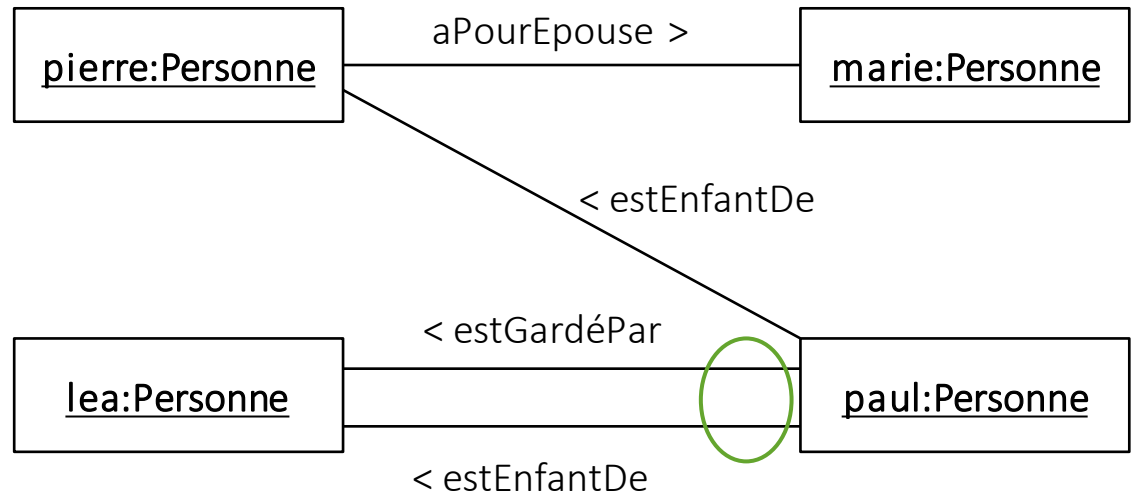 aPourEpouse >
pierre:Personne
marie:Personne
< estEnfantDe
< estGardéPar
lea:Personne
paul:Personne
< estEnfantDe